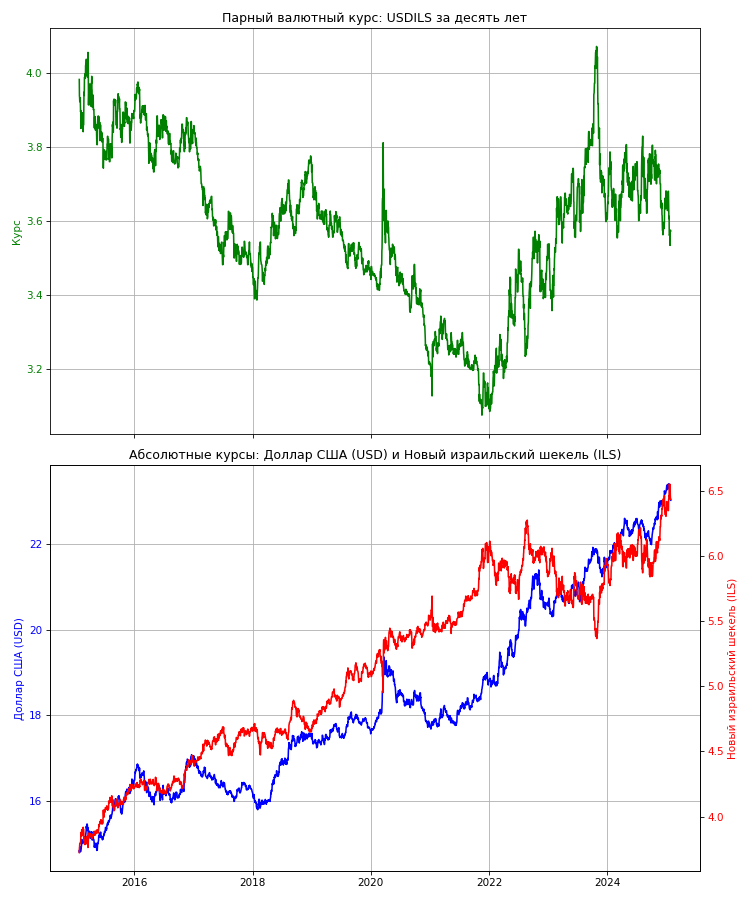 Парный валютный курс: USDILS за десять лет
4.0
3.8
3.6
3.4
3.2
Курс
Абсолютные курсы: Доллар США (USD) и Новый израильский шекель (ILS)
22
20
18
16
Доллар США (USD)
6.5
6.0
5.5
5.0
4.5
4.0
Новый израильский шекель (ILS)
2016 2018 2020 2022 2024